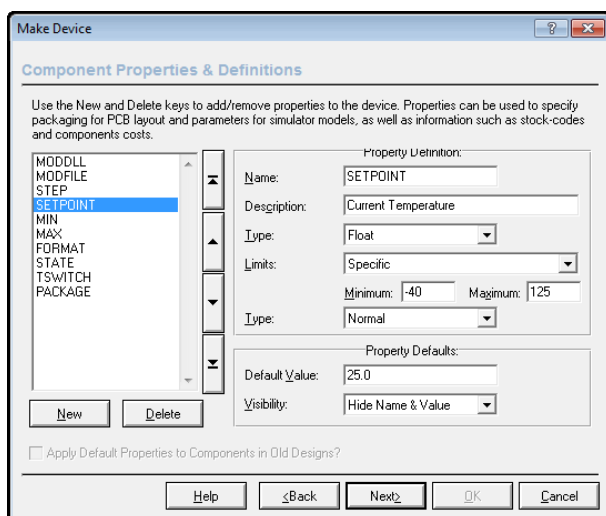 Make Device
Component Properties & Definitions
Use the New and Delete keys to add/remove properties to the device. Properties can be used to specify
packaging for PCB layout and parameters for simulator models, as well as information such as stock-codes
and components costs.
MODDLL
MODFILE
STEP
SETPOINT
MIN
MAX
FORMAT
STATE
TSWITCH
PACKAGE
New
Delete
Property Definition:
Name: SETPOINT
Description: Current Temperature
Type: Float
Limits: Specific
Minimum: -40 Maximum: 125
Type: Normal
Property Defaults:
Default Value: 25.0
Visibility: Hide Name & Value
Apply Default Properties to Components in Old Designs?
Help <Back Next> OK Cancel